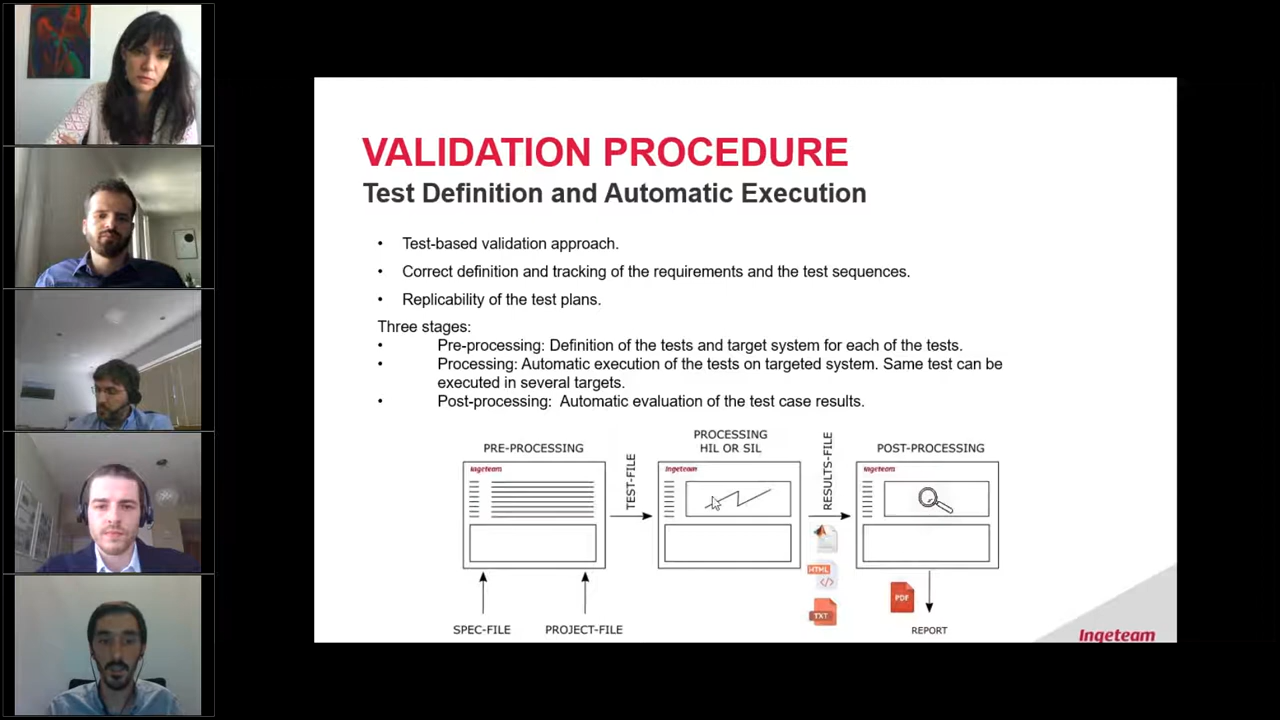 VALIDATION PROCEDURE
Test Definition and Automatic Execution
• Test-based validation approach.
• Correct definition and tracking of the requirements and the test sequences.
• Replicability of the test plans.
Three stages:
• Pre-processing: Definition of the tests and target system for each of the tests.
• Processing: Automatic execution of the tests on targeted system. Same test can be
executed in several targets.
• Post-processing: Automatic evaluation of the test case results.
PRE-PROCESSING
Ingeteam
TEST-FILE
PROCESSING
HIL OR SIL
Ingeteam
RESULTS-FILE
HTML
</>
TXT
POST-PROCESSING
Ingeteam
PDF
SPEC-FILE
PROJECT-FILE
REPORT
Ingeteam